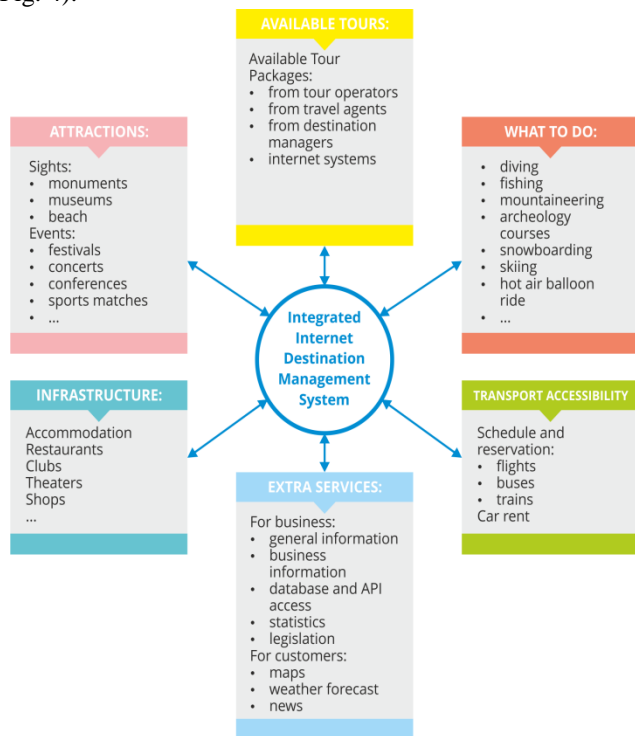 Fig. 4).
AVAILABLE TOURS:
Available Tour
Packages:
• from tour operators
• from travel agents
• from destination
managers
• internet systems
ATTRACTIONS:
Sights:
• monuments
• museums
• beach
Events:
• festivals
• concerts
• conferences
• sports matches
• ...
WHAT TO DO:
• diving
• fishing
• mountaineering
• archeology
courses
• snowboarding
• skiing
• hot air balloon
ride
• ...
Integrated
Internet
Destination
Management
System
INFRASTRUCTURE:
Accommodation
Restaurants
Clubs
Theaters
Shops
...
TRANSPORT ACCESSIBILITY
Schedule and
reservation:
• flights
• buses
• trains
Car rent
EXTRA SERVICES:
For business:
• general information
• business
information
• database and API
access
• statistics
• legislation
For customers:
• maps
• weather forecast
• news